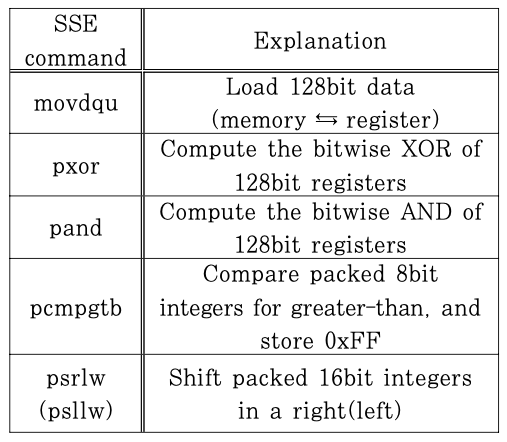 SSE
command
Explanation
movdqu
Load 128bit data
(memory ⇆ register)
pxor
Compute the bitwise XOR of
128bit registers
pand
Compute the bitwise AND of
128bit registers
pcmpgtb
Compare packed 8bit
integers for greater-than, and
store 0xFF
psrlw
(psllw)
Shift packed 16bit integers
in a right(left)